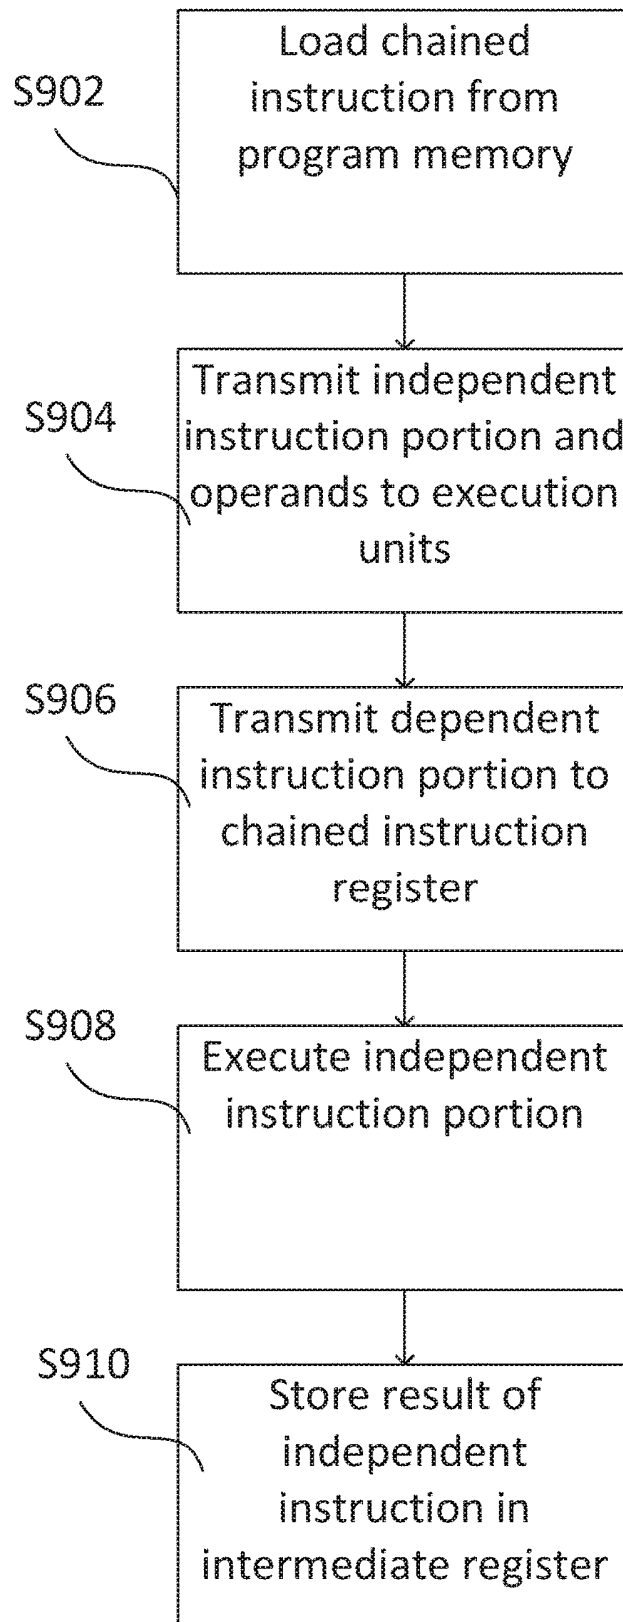 S902
Load chained
instruction from
program memory
S904
Transmit independent
instruction portion and
operands to execution
units
S906
Transmit dependent
instruction portion to
chained instruction
register
S908
Execute independent
instruction portion
S910
Store result of
independent
instruction in
intermediate register